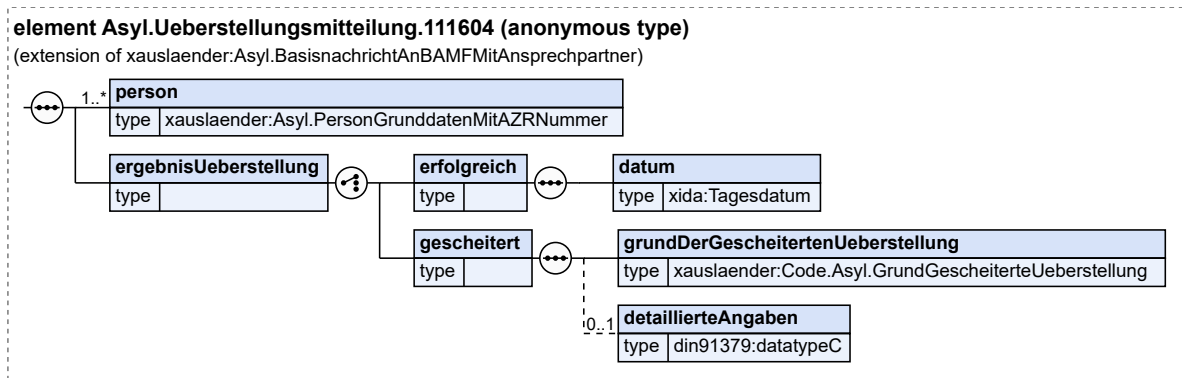 element Asyl.Ueberstellungsmitteilung.111604 (anonymous type)
(extension of xauslaender:Asyl.BasisnachrichtAnBAMFMitAnsprechpartner)
1..*
person
type xauslaender:Asyl.PersonGrunddatenMitAZRNummer
ergebnisUeberstellung
type
erfolgreich
type
datum
type xida:Tagesdatum
gescheitert
type
grundDerGescheitertenUeberstellung
type xauslaender:Code.Asyl.GrundGescheiterteUeberstellung
0..1
detaillierteAngaben
type din91379:datatypeC